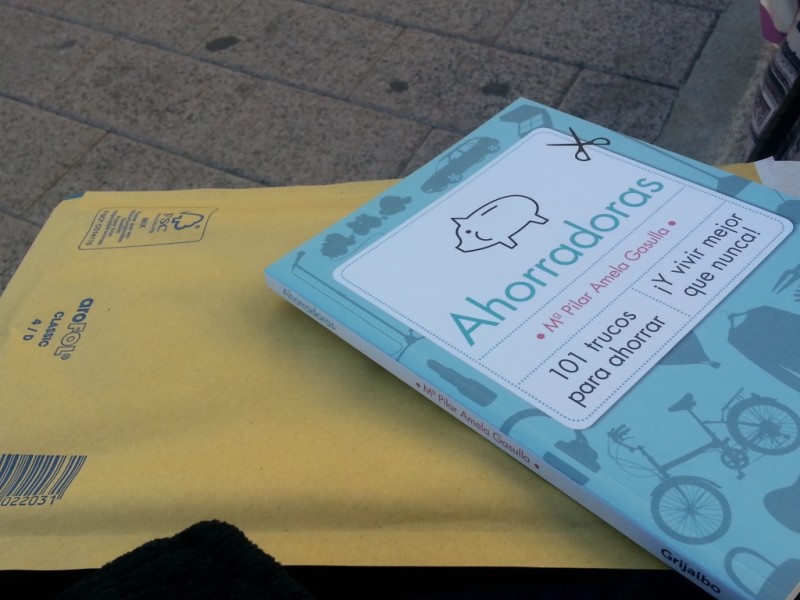 Ahorradoras
• Mª Pilar Amela Gasulla •
101 trucos
para ahorrar
¡Y vivir mejor
que nunca!
Ahorradoras
• Mª Pilar Amela Gasulla •
Grijalbo
FSC
MIX
aroFOL®
CLASSIC
4 / D
022031